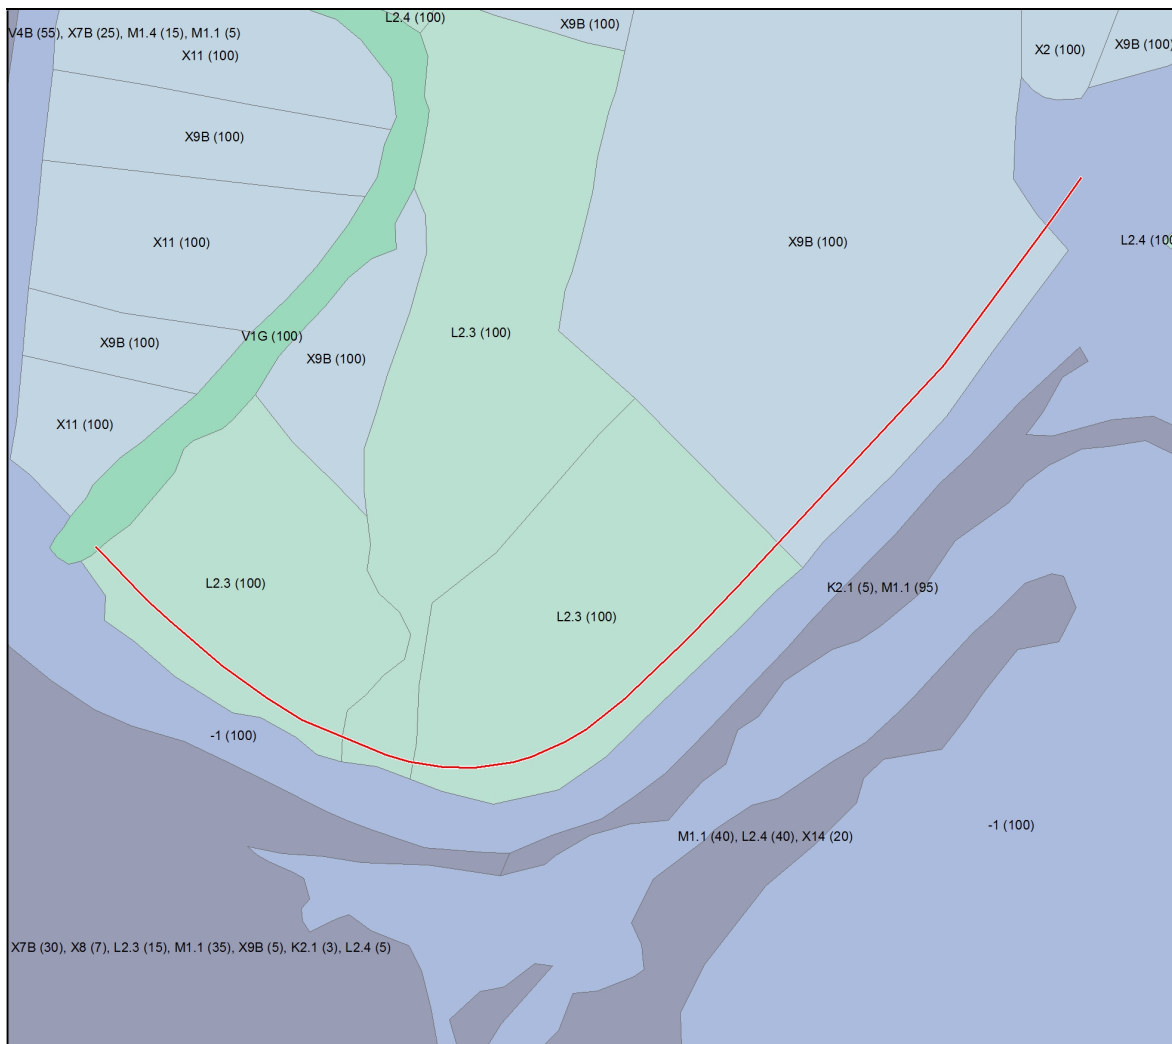 L2.4 (100)
X9B (100)
V4B (55), X7B (25), M1.4 (15), M1.1 (5)
X11 (100)
X2 (100)
X9B (100)
X9B (100)
X11 (100)
X9B (100)
L2.4 (100
V1G (100)
L2.3 (100)
X9B (100)
X9B (100)
X11 (100)
L2.3 (100)
K2.1 (5), M1.1 (95)
L2.3 (100)
-1 (100)
-1 (100)
M1.1 (40), L2.4 (40), X14 (20)
X7B (30), X8 (7), L2.3 (15), M1.1 (35), X9B (5), K2.1 (3), L2.4 (5)